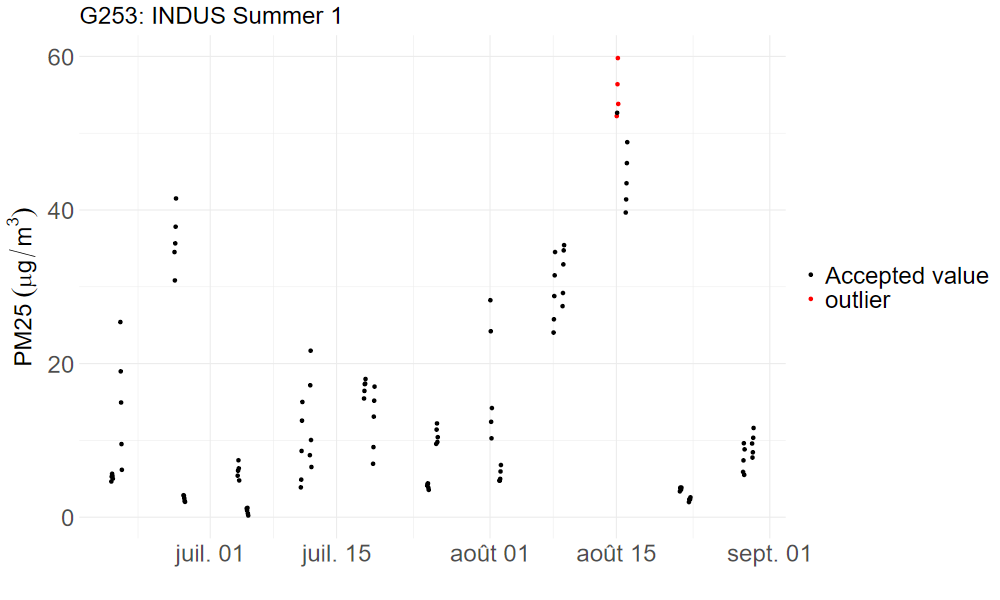 G253: INDUS Summer 1
60
40
20
0
PM25 (μg/m³)
juil. 01
juil. 15
août 01
août 15
sept. 01
Accepted value
outlier